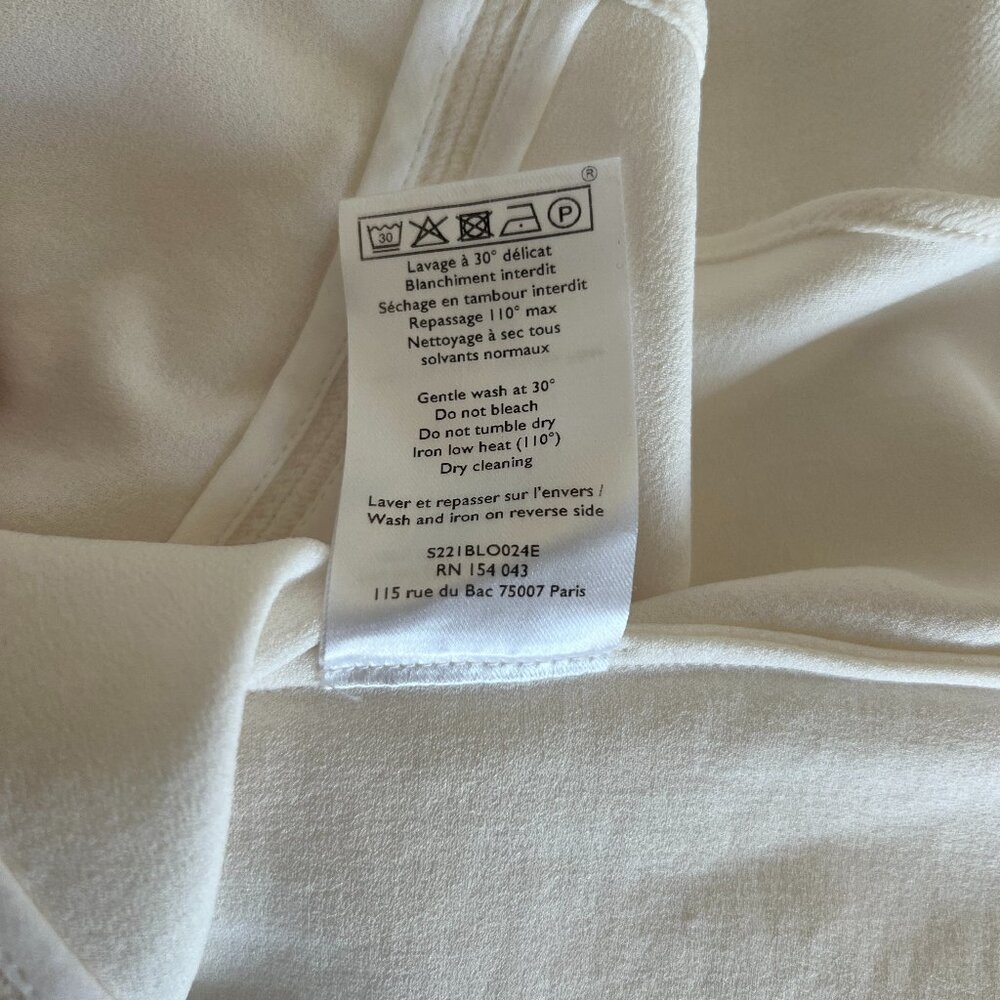 ®
30 P
Lavage à 30° délicat
Blanchiment interdit
Séchage en tambour interdit
Repassage 110° max
Nettoyage à sec tous
solvants normaux
Gentle wash at 30°
Do not bleach
Do not tumble dry
Iron low heat (110°)
Dry cleaning
Laver et repasser sur l'envers /
Wash and iron on reverse side
S221BLO024E
RN 154 043
115 rue du Bac 75007 Paris